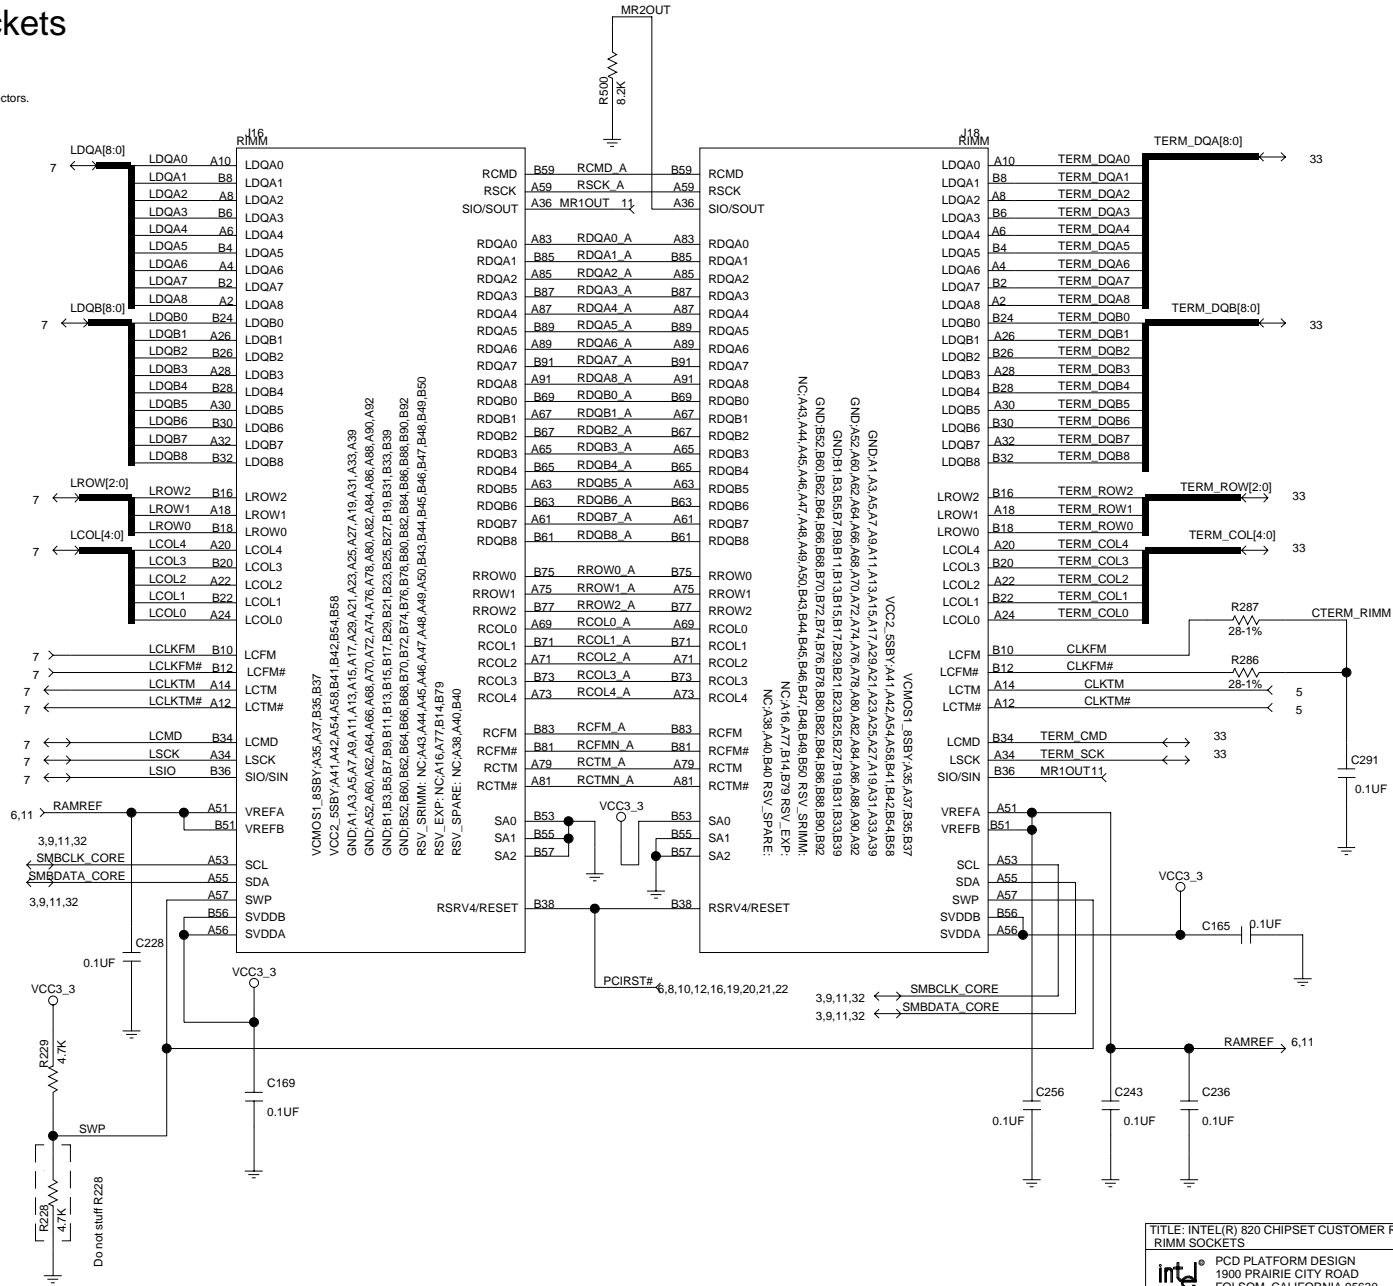 ckets
ctors.
MR2OUT
R500
8.2K
J16
RIMM
J18
RIMM
LDQA[8:0]
7
LDQA0 A10 LDQA0
LDQA1 B8 LDQA1
LDQA2 A8 LDQA2
LDQA3 B6 LDQA3
LDQA4 A6 LDQA4
LDQA5 B4 LDQA5
LDQA6 A4 LDQA6
LDQA7 B2 LDQA7
LDQA8 A2 LDQA8
LDQB[8:0]
7
LDQB0 B24 LDQB0
LDQB1 A26 LDQB1
LDQB2 B26 LDQB2
LDQB3 A28 LDQB3
LDQB4 B28 LDQB4
LDQB5 A30 LDQB5
LDQB6 B30 LDQB6
LDQB7 A32 LDQB7
LDQB8 B32 LDQB8
LROW[2:0]
7
LROW2 B16 LROW2
LROW1 A18 LROW1
LROW0 B18 LROW0
LCOL[4:0]
7
LCOL4 A20 LCOL4
LCOL3 B20 LCOL3
LCOL2 A22 LCOL2
LCOL1 B22 LCOL1
LCOL0 A24 LCOL0
7 LCLKFM B10 LCFM
7 LCLKFM# B12 LCFM#
7 LCLKTM A14 LCTM
7 LCLKTM# A12 LCTM#
7 LCMD B34 LCMD
7 LSCK A34 LSCK
7 LSIO B36 SIO/SIN
6,11 RAMREF A51 VREFA
B51 VREFB
3,9,11,32
SMBCLK_CORE A53 SCL
SMBDATA_CORE A55 SDA
3,9,11,32
A57 SWP
B56 SVDDB
A56 SVDDA
C228
0.1UF
VCC3_3
VCC3_3
R229
4.7K
C169
0.1UF
SWP
R228
4.7K
Do not stuff R228
VCMOS1_8SBY;A35,A37,B35,B37
VCC2_5SBY;A41,A42,A54,A58,B41,B42,B54,B58
GND;A1,A3,A5,A7,A9,A11,A13,A15,A17,A29,A21,A23,A25,A27,A19,A31,A33,A39
GND;A52,A60,A62,A64,A66,A68,A70,A72,A74,A76,A78,A80,A82,A84,A86,A88,A90,A92
GND;B1,B3,B5,B7,B9,B11,B13,B15,B17,B29,B21,B23,B25,B27,B19,B31,B33,B39
GND;B52,B60,B62,B64,B66,B68,B70,B72,B74,B76,B78,B80,B82,B84,B86,B88,B90,B92
RSV_SRIMM: NC;A43,A44,A45,A46,A47,A48,A49,A50,B43,B44,B45,B46,B47,B48,B49,B50
RSV_EXP: NC;A16,A77,B14,B79
RSV_SPARE: NC;A38,A40,B40
RCMD B59 RCMD_A B59 RCMD
RSCK A59 RSCK_A A59 RSCK
SIO/SOUT A36 MR1OUT 11 A36 SIO/SOUT
RDQA0 A83 RDQA0_A A83 RDQA0
RDQA1 B85 RDQA1_A B85 RDQA1
RDQA2 A85 RDQA2_A A85 RDQA2
RDQA3 B87 RDQA3_A B87 RDQA3
RDQA4 A87 RDQA4_A A87 RDQA4
RDQA5 B89 RDQA5_A B89 RDQA5
RDQA6 A89 RDQA6_A A89 RDQA6
RDQA7 B91 RDQA7_A B91 RDQA7
RDQA8 A91 RDQA8_A A91 RDQA8
RDQB0 B69 RDQB0_A B69 RDQB0
RDQB1 A67 RDQB1_A A67 RDQB1
RDQB2 B67 RDQB2_A B67 RDQB2
RDQB3 A65 RDQB3_A A65 RDQB3
RDQB4 B65 RDQB4_A B65 RDQB4
RDQB5 A63 RDQB5_A A63 RDQB5
RDQB6 B63 RDQB6_A B63 RDQB6
RDQB7 A61 RDQB7_A A61 RDQB7
RDQB8 B61 RDQB8_A B61 RDQB8
RROW0 B75 RROW0_A B75 RROW0
RROW1 A75 RROW1_A A75 RROW1
RROW2 B77 RROW2_A B77 RROW2
RCOL0 A69 RCOL0_A A69 RCOL0
RCOL1 B71 RCOL1_A B71 RCOL1
RCOL2 A71 RCOL2_A A71 RCOL2
RCOL3 B73 RCOL3_A B73 RCOL3
RCOL4 A73 RCOL4_A A73 RCOL4
RCFM B83 RCFM_A B83 RCFM
RCFM# B81 RCFMN_A B81 RCFM#
RCTM A79 RCTM_A A79 RCTM
RCTM# A81 RCTMN_A A81 RCTM#
VCC3_3
SA0 B53 B53 SA0
SA1 B55 B55 SA1
SA2 B57 B57 SA2
RSRV4/RESET B38 B38 RSRV4/RESET
PCIRST# 6,8,10,12,16,19,20,21,22
NC;A38,A40,B40 RSV_SPARE:
NC;A16,A77,B14,B79 RSV_EXP:
NC;A43,A44,A45,A46,A47,A48,A49,A50,B43,B44,B45,B46,B47,B48,B49,B50 RSV_SRIMM:
GND;B52,B60,B62,B64,B66,B68,B70,B72,B74,B76,B78,B80,B82,B84,B86,B88,B90,B92
GND;B1,B3,B5,B7,B9,B11,B13,B15,B17,B29,B21,B23,B25,B27,B19,B31,B33,B39
GND;A52,A60,A62,A64,A66,A68,A70,A72,A74,A76,A78,A80,A82,A84,A86,A88,A90,A92
GND;A1,A3,A5,A7,A9,A11,A13,A15,A17,A29,A21,A23,A25,A27,A19,A31,A33,A39
VCC2_5SBY;A41,A42,A54,A58,B41,B42,B54,B58
VCMOS1_8SBY;A35,A37,B35,B37
TERM_DQA[8:0]
33
LDQA0 A10 TERM_DQA0
LDQA1 B8 TERM_DQA1
LDQA2 A8 TERM_DQA2
LDQA3 B6 TERM_DQA3
LDQA4 A6 TERM_DQA4
LDQA5 B4 TERM_DQA5
LDQA6 A4 TERM_DQA6
LDQA7 B2 TERM_DQA7
LDQA8 A2 TERM_DQA8
TERM_DQB[8:0]
33
LDQB0 B24 TERM_DQB0
LDQB1 A26 TERM_DQB1
LDQB2 B26 TERM_DQB2
LDQB3 A28 TERM_DQB3
LDQB4 B28 TERM_DQB4
LDQB5 A30 TERM_DQB5
LDQB6 B30 TERM_DQB6
LDQB7 A32 TERM_DQB7
LDQB8 B32 TERM_DQB8
TERM_ROW[2:0]
33
LROW2 B16 TERM_ROW2
LROW1 A18 TERM_ROW1
LROW0 B18 TERM_ROW0
TERM_COL[4:0]
33
LCOL4 A20 TERM_COL4
LCOL3 B20 TERM_COL3
LCOL2 A22 TERM_COL2
LCOL1 B22 TERM_COL1
LCOL0 A24 TERM_COL0
R287
28-1%
CTERM_RIMM
LCFM B10 CLKFM
LCFM# B12 CLKFM#
R286
28-1%
LCTM A14 CLKTM 5
LCTM# A12 CLKTM# 5
LCMD B34 TERM_CMD 33
LSCK A34 TERM_SCK 33
SIO/SIN B36 MR1OUT11
C291
0.1UF
VREFA A51
VREFB B51
SCL A53
SDA A55
SWP A57
SVDDB B56
SVDDA A56
VCC3_3
C165 0.1UF
3,9,11,32 SMBCLK_CORE
3,9,11,32 SMBDATA_CORE
RAMREF 6,11
C256
0.1UF
C243
0.1UF
C236
0.1UF
TITLE: INTEL(R) 820 CHIPSET CUSTOMER R
RIMM SOCKETS
intel®
PCD PLATFORM DESIGN
1900 PRAIRIE CITY ROAD
FOLSOM, CALIFORNIA 95630